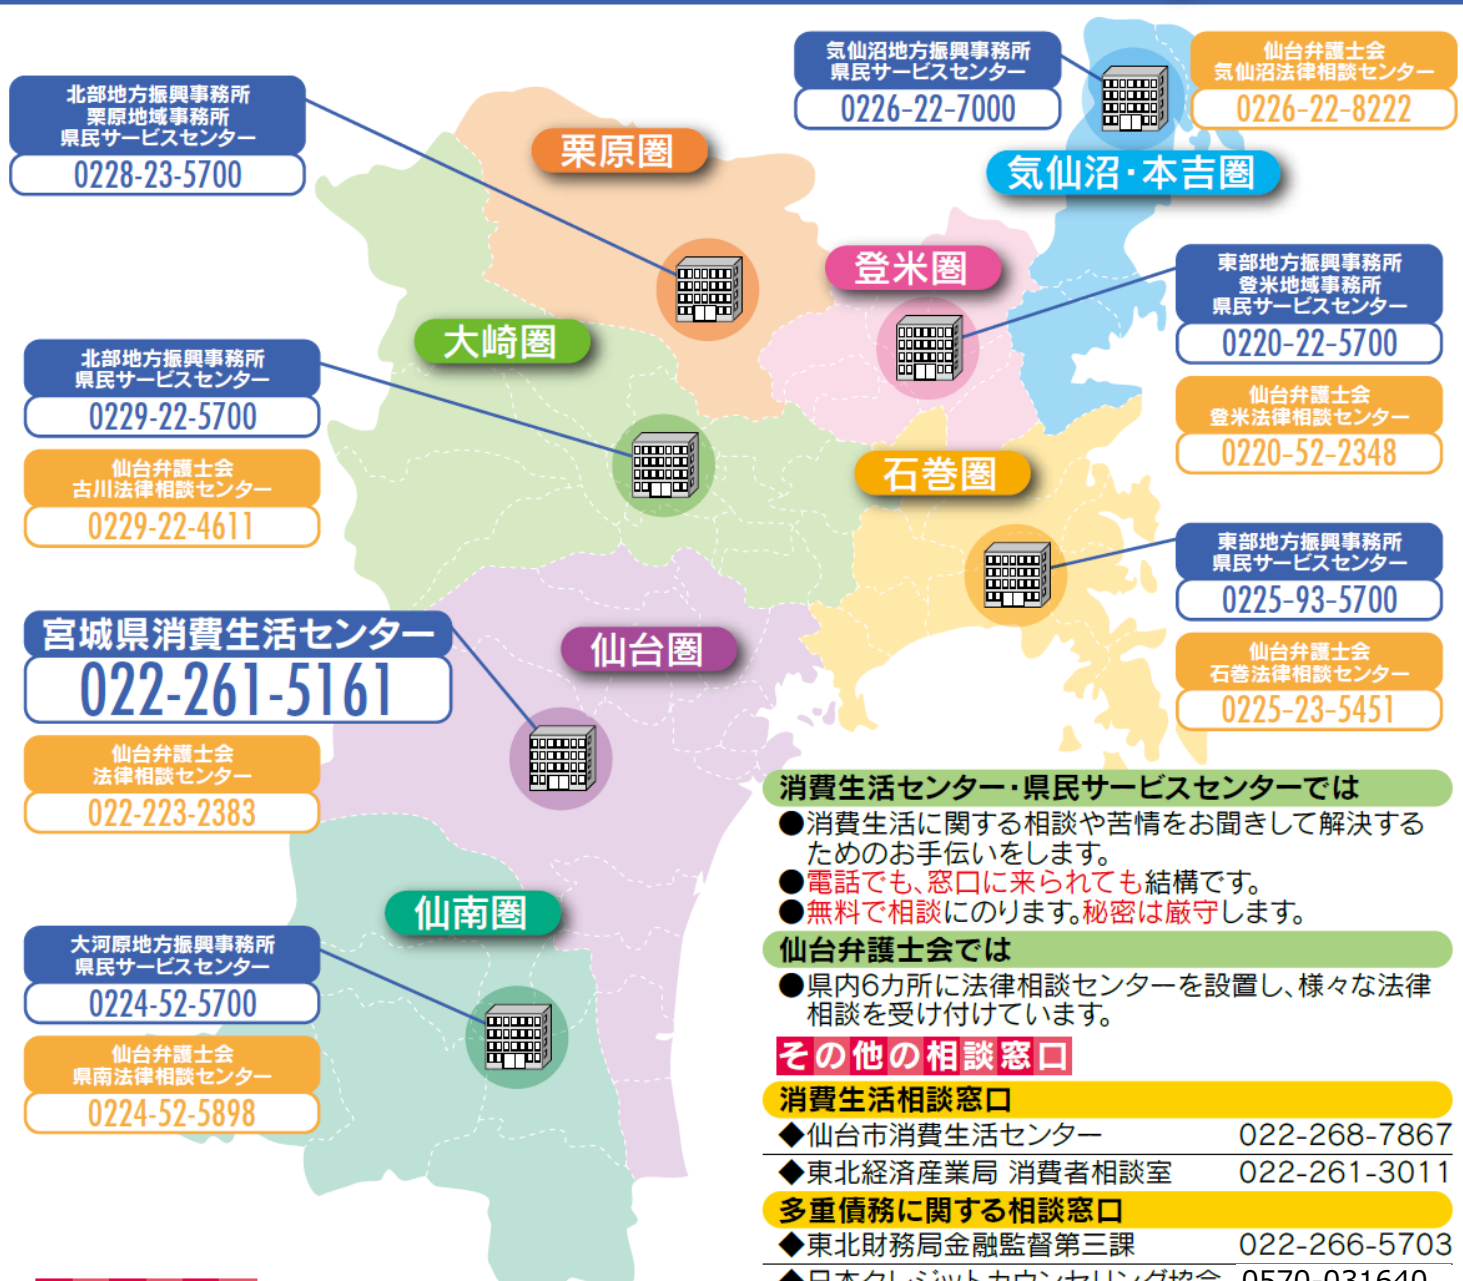 北部地方振興事務所
栗原地域事務所
県民サービスセンター
0228-23-5700
栗原圏
気仙沼地方振興事務所
県民サービスセンター
0226-22-7000
仙台弁護士会
気仙沼法律相談センター
0226-22-8222
気仙沼・本吉圏
登米圏
東部地方振興事務所
登米地域事務所
県民サービスセンター
0220-22-5700
仙台弁護士会
登米法律相談センター
0220-52-2348
大崎圏
北部地方振興事務所
県民サービスセンター
0229-22-5700
仙台弁護士会
古川法律相談センター
0229-22-4611
石巻圏
東部地方振興事務所
県民サービスセンター
0225-93-5700
仙台弁護士会
石巻法律相談センター
0225-23-5451
宮城県消費生活センター
022-261-5161
仙台圏
仙台弁護士会
法律相談センター
022-223-2383
仙南圏
大河原地方振興事務所
県民サービスセンター
0224-52-5700
仙台弁護士会
県南法律相談センター
0224-52-5898
消費生活センター・県民サービスセンターでは
●消費生活に関する相談や苦情をお聞きして解決する
ためのお手伝いをします。
●電話でも、窓口に来られても結構です。
●無料で相談にのります。秘密は厳守します。
仙台弁護士会では
●県内6カ所に法律相談センターを設置し、様々な法律
相談を受け付けています。
その他の相談窓口
消費生活相談窓口
◆仙台市消費生活センター 022-268-7867
◆東北経済産業局 消費者相談室 022-261-3011
多重債務に関する相談窓口
◆東北財務局金融監督第三課 022-266-5703
◆日本クレジットカウンセリング協会 0570-031640